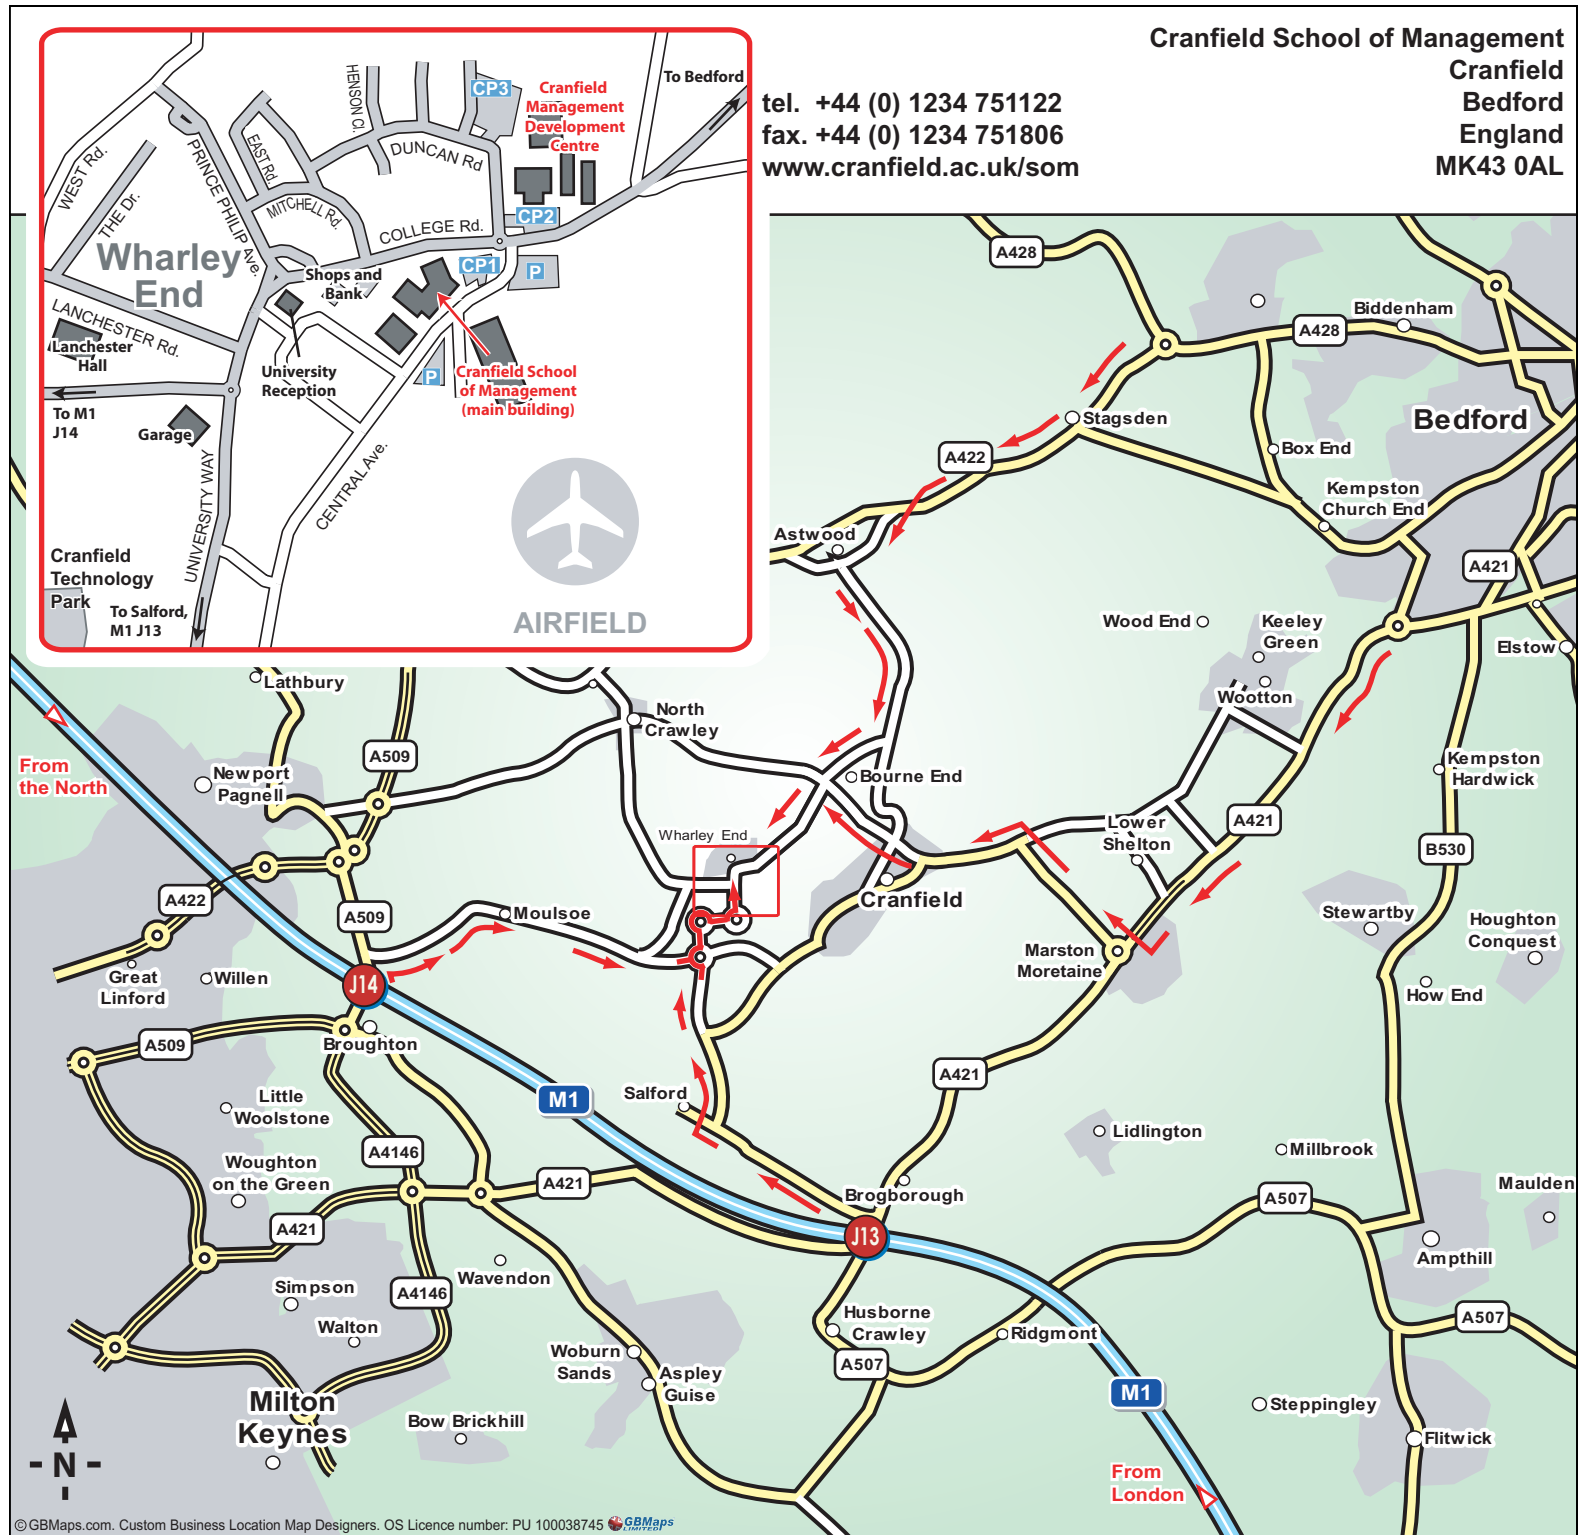 Cranfield School of Management
Cranfield
Bedford
England
MK43 0AL
tel. +44 (0) 1234 751122
fax. +44 (0) 1234 751806
www.cranfield.ac.uk/som
To Bedford
CP3
Cranfield
Management
Development
Centre
HENSON Cl.
DUNCAN Rd
EAST Rd.
MITCHELL Rd.
PRINCE PHILIP Ave.
WEST Rd.
THE Dr.
COLLEGE Rd.
CP2
CP1
P
Wharley
End
Shops and
Bank
LANCHESTER Rd.
Lanchester
Hall
University
Reception
P
Cranfield School
of Management
(main building)
To M1
J14
Garage
UNIVERSITY WAY
CENTRAL Ave.
Cranfield
Technology
Park
To Salford,
M1 J13
AIRFIELD
A428
Biddenham
A428
Stagsden
Bedford
A422
Box End
Kempston
Church End
Astwood
A421
Wood End
Keeley
Green
Elstow
Wootton
Lathbury
North
Crawley
A509
From
the North
Newport
Pagnell
Bourne End
Kempston
Hardwick
Wharley End
Lower
Shelton
A421
B530
A422
A509
Moulsoe
Cranfield
Stewartby
Houghton
Conquest
Marston
Moretaine
Great
Linford
Willen
J14
How End
A509
Broughton
A421
M1
Salford
Little
Woolstone
Lidlington
Millbrook
A4146
Woughton
on the Green
A421
Brogborough
A507
Maulden
A421
J13
Ampthill
Wavendon
Simpson
A4146
Walton
Husborne
Crawley
Ridgmont
A507
Woburn
Sands
A507
Aspley
Guise
M1
Milton
Keynes
Bow Brickhill
Steppingley
Flitwick
N
From
London
© GBMaps.com. Custom Business Location Map Designers. OS Licence number: PU 100038745 GBMaps
LIMITED